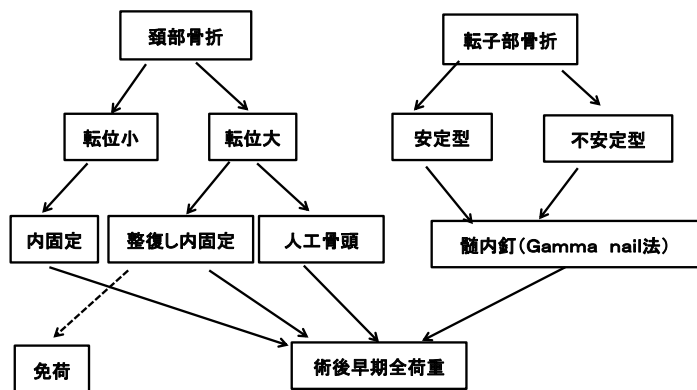 頚部骨折
転子部骨折
転位小
転位大
安定型
不安定型
内固定
整復し内固定
人工骨頭
髄内釘(Gamma nail法)
免荷
術後早期全荷重